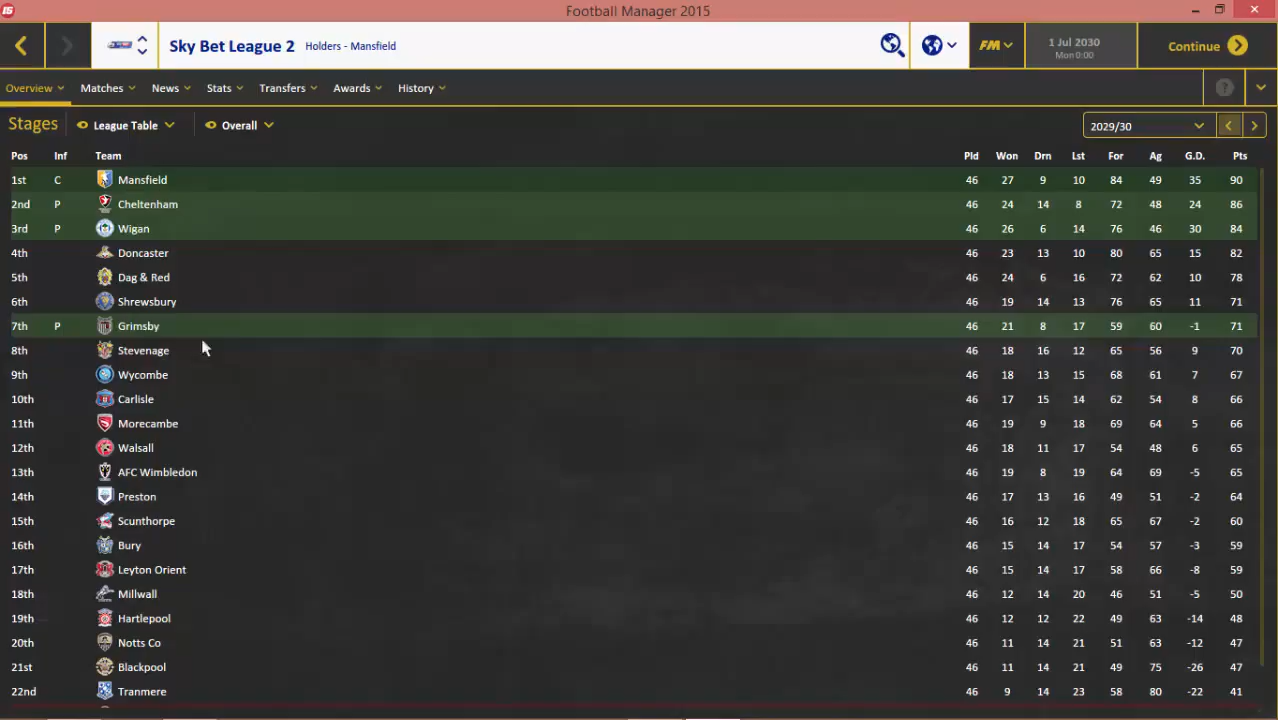 Football Manager 2015
Sky Bet League 2 Holders - Mansfield FM 1 Jul 2030 Continue
Mon 0:00
Overview Matches News Stats Transfers Awards History ?
Stages League Table Overall 2029/30
Pos Inf Team Pld Won Drn Lst For Ag G.D. Pts
1st C Mansfield 46 27 9 10 84 49 35 90
2nd P Cheltenham 46 24 14 8 72 48 24 86
3rd P Wigan 46 26 6 14 76 46 30 84
4th Doncaster 46 23 13 10 80 65 15 82
5th Dag & Red 46 24 6 16 72 62 10 78
6th Shrewsbury 46 19 14 13 76 65 11 71
7th P Grimsby 46 21 8 17 59 60 -1 71
8th Stevenage 46 18 16 12 65 56 9 70
9th Wycombe 46 18 13 15 68 61 7 67
10th Carlisle 46 17 15 14 62 54 8 66
11th Morecambe 46 19 9 18 69 64 5 66
12th Walsall 46 18 11 17 54 48 6 65
13th AFC Wimbledon 46 19 8 19 64 69 -5 65
14th Preston 46 17 13 16 49 51 -2 64
15th Scunthorpe 46 16 12 18 65 67 -2 60
16th Bury 46 15 14 17 54 57 -3 59
17th Leyton Orient 46 15 14 17 58 66 -8 59
18th Millwall 46 12 14 20 46 51 -5 50
19th Hartlepool 46 12 12 22 49 63 -14 48
20th Notts Co 46 11 14 21 51 63 -12 47
21st Blackpool 46 11 14 21 49 75 -26 47
22nd Tranmere 46 9 14 23 58 80 -22 41